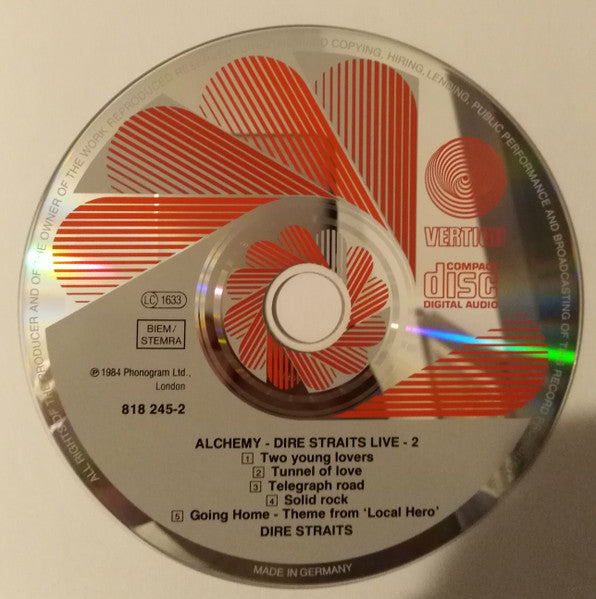 ALL RIGHTS OF THE PRODUCER AND OF THE OWNER OF THE WORK REPRODUCED RESERVED COPYING, HIRING, LENDING, PUBLIC PERFORMANCE AND BROADCASTING OF THIS RECORD
VERTIGO
COMPACT
disc
DIGITAL AUDIO
LC 1633
BIEM/
STEMRA
℗ 1984 Phonogram Ltd.,
London
818 245-2
ALCHEMY - DIRE STRAITS LIVE - 2
1 Two young lovers
2 Tunnel of love
3 Telegraph road
4 Solid rock
5 Going Home - Theme from ‘Local Hero’
DIRE STRAITS
MADE IN GERMANY